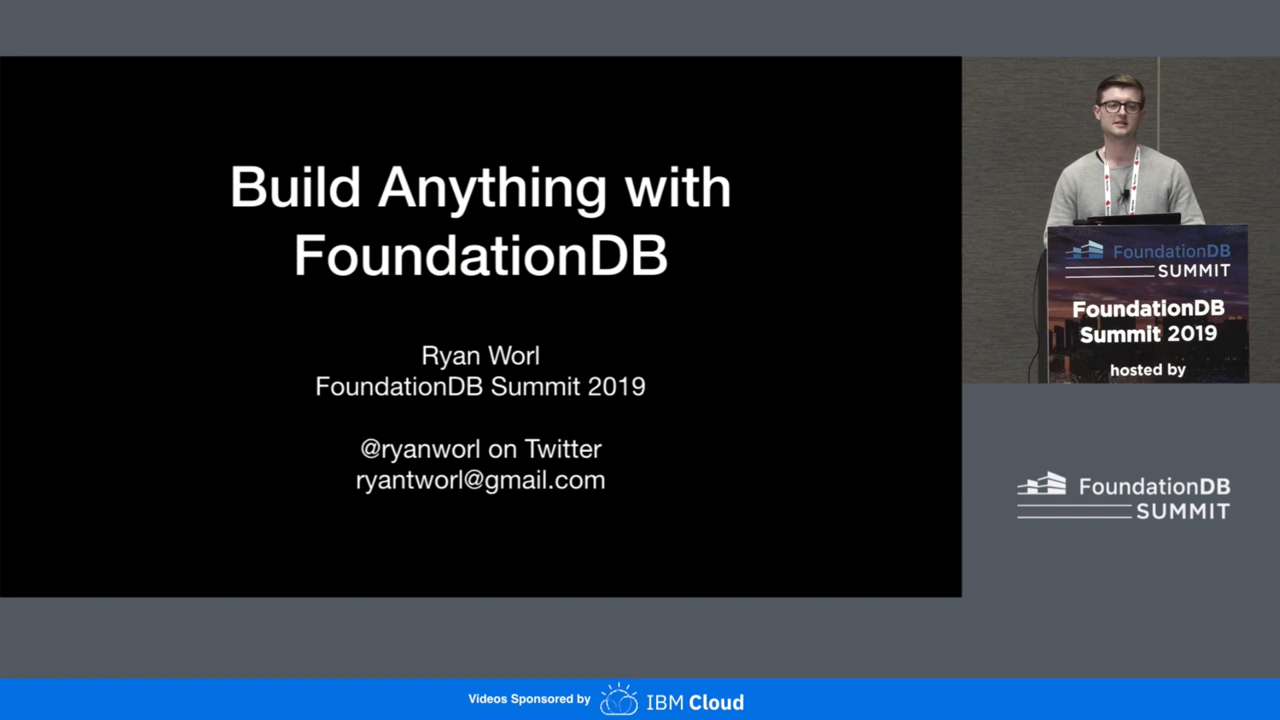 Build Anything with
FoundationDB
Ryan Worl
FoundationDB Summit 2019
@ryanworl on Twitter
ryantworl@gmail.com
FoundationDB
SUMMIT
FoundationDB
Summit 2019
hosted by
FoundationDB
SUMMIT
Videos Sponsored by IBM Cloud